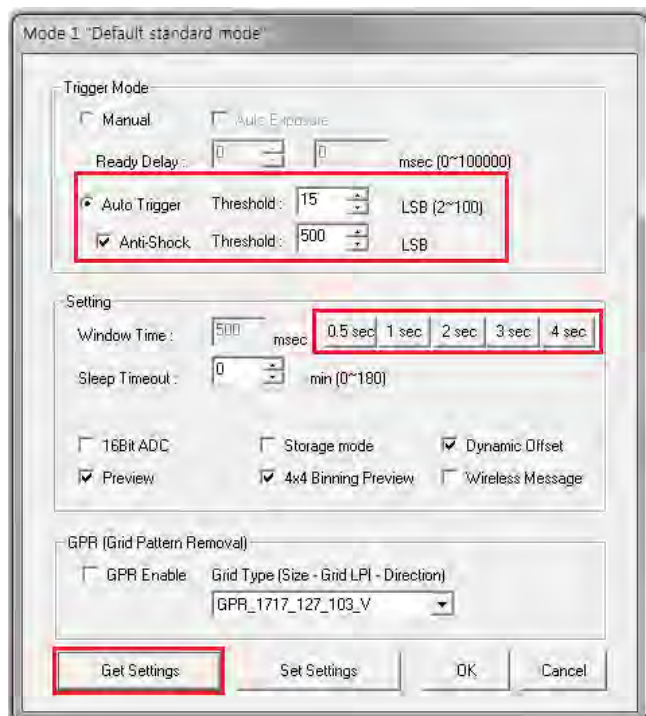 Mode 1 "Default standard mode"
Trigger Mode
Manual Auto Exposure
Ready Delay : 0 0 msec (0~100000)
Auto Trigger Threshold : 15 LSB (2~100)
Anti-Shock Threshold : 500 LSB
Setting
Window Time : 500 msec 0.5 sec 1 sec 2 sec 3 sec 4 sec
Sleep Timeout : 0 min (0~180)
16Bit ADC Storage mode Dynamic Offset
Preview 4x4 Binning Preview Wireless Message
GPR (Grid Pattern Removal)
GPR Enable Grid Type (Size - Grid LPI - Direction)
GPR_1717_127_103_V
Get Settings Set Settings OK Cancel